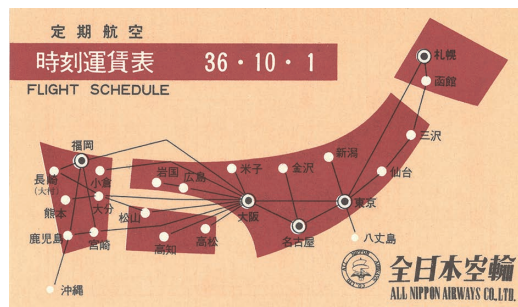 定期航空
時刻運賃表 36・10・1
FLIGHT SCHEDULE
札幌
函館
三沢
仙台
新潟
金沢
米子
東京
八丈島
名古屋
大阪
広島
岩国
福岡
小倉
長崎
(大村)
大分
熊本
鹿児島
宮崎
松山
高知
高松
沖縄
全日本空輸
ALL NIPPON AIRWAYS CO.LTD.